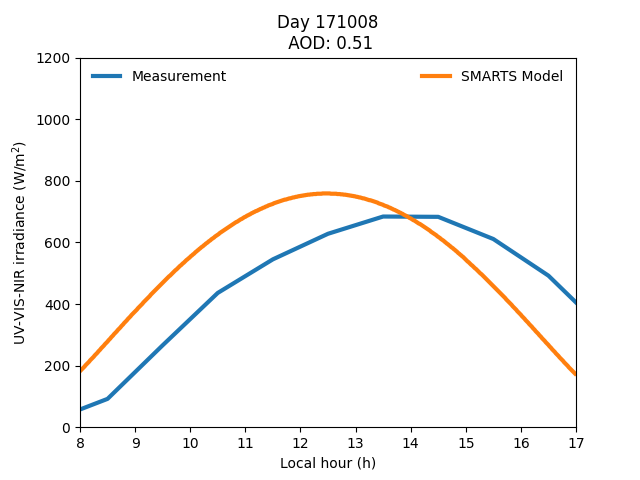 Day 171008
AOD: 0.51
Measurement
SMARTS Model
UV-VIS-NIR irradiance (W/m²)
1200
1000
800
600
400
200
0
8 9 10 11 12 13 14 15 16 17
Local hour (h)